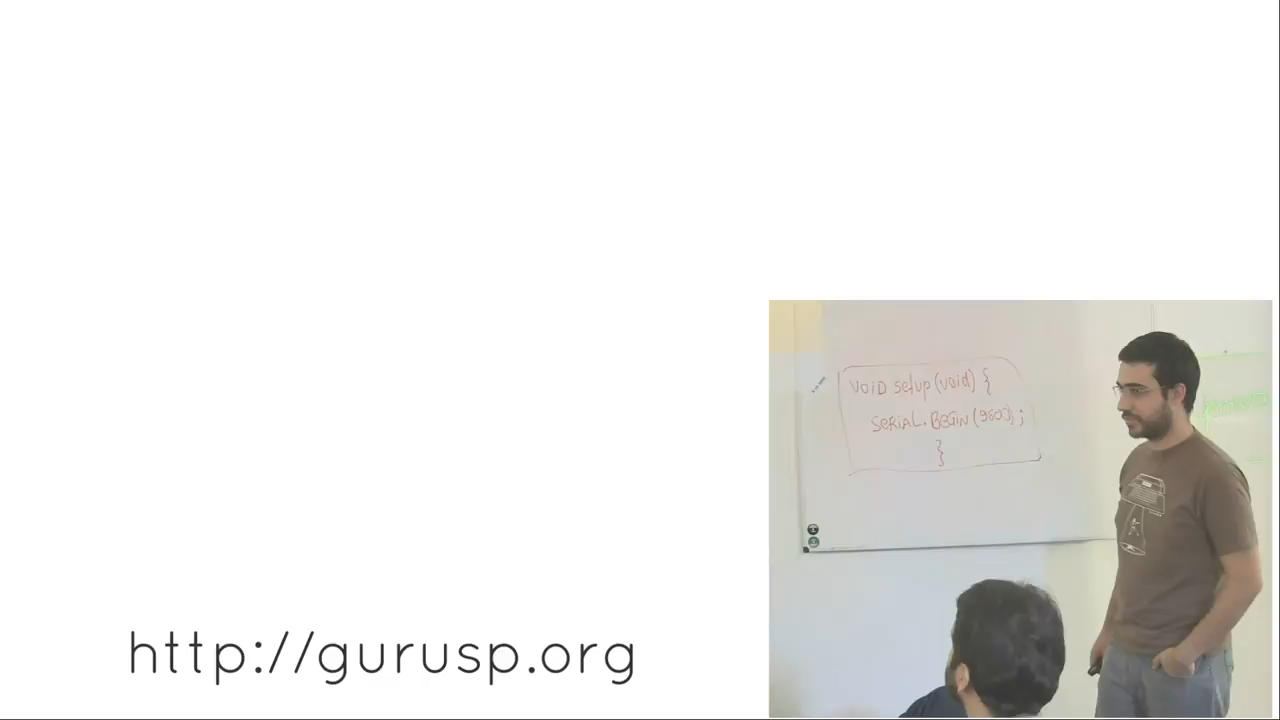 void setup (void) {
SERIAL.BEGIN (9600);
}
http://gurusp.org